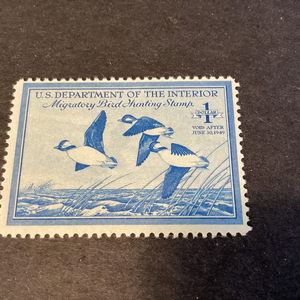 U.S. DEPARTMENT OF THE INTERIOR
Migratory Bird Hunting Stamp
1
DOLLAR
VOID AFTER
JUNE 30, 1949